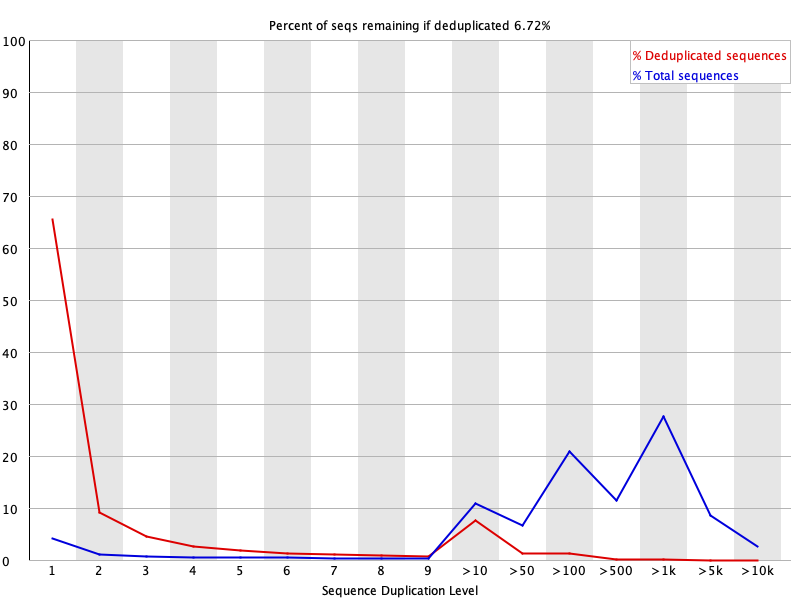 Percent of seqs remaining if deduplicated 6.72%
% Deduplicated sequences
% Total sequences
100
90
80
70
60
50
40
30
20
10
0
1 2 3 4 5 6 7 8 9 >10 >50 >100 >500 >1k >5k >10k
Sequence Duplication Level